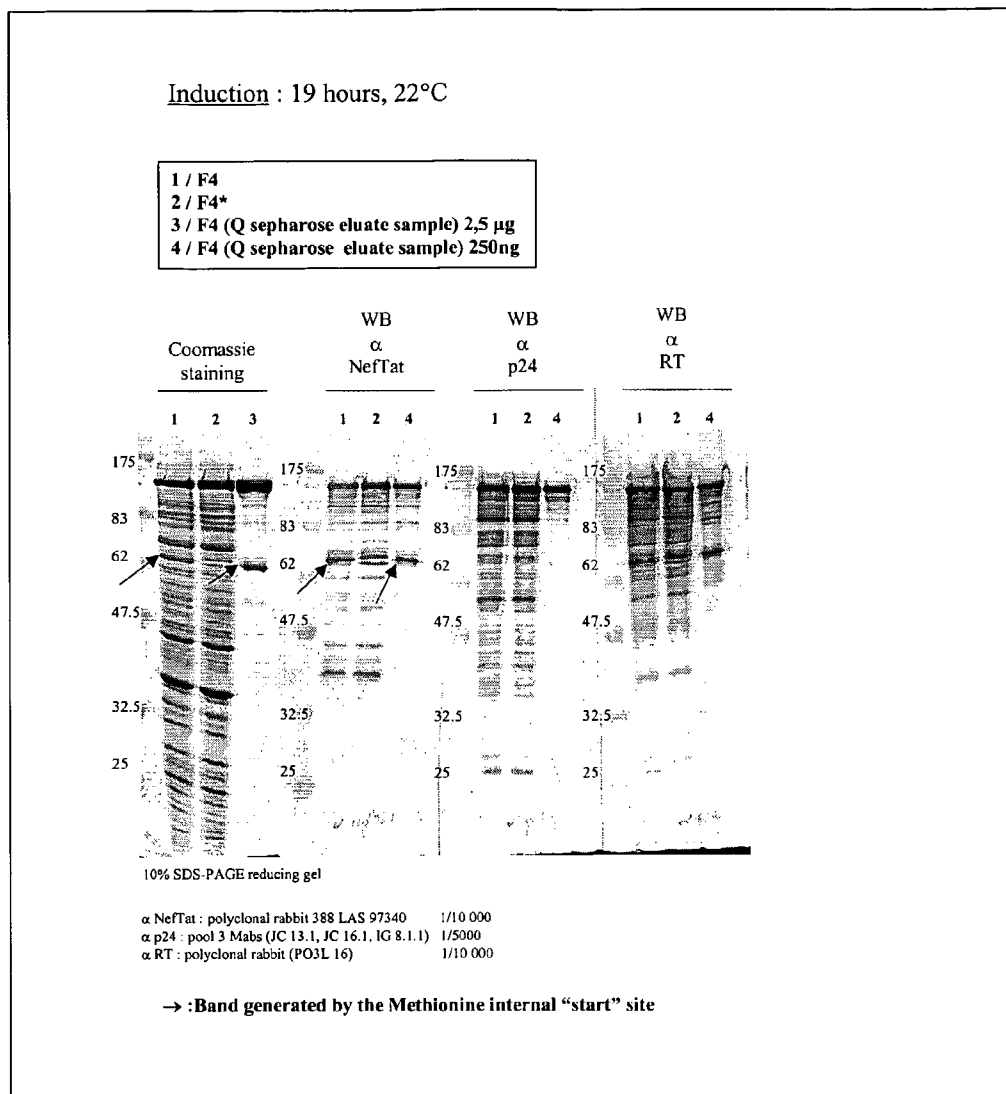 Induction : 19 hours, 22°C
1 / F4
2 / F4*
3 / F4 (Q sepharose eluate sample) 2,5 µg
4 / F4 (Q sepharose eluate sample) 250ng
Coomassie
staining
WB
α
NefTat
WB
α
p24
WB
α
RT
1 2 3
1 2 4
1 2 4
1 2 4
175
83
62
47.5
32.5
25
175
83
62
47.5
32.5
25
175
83
62
47.5
32.5
25
175
83
62
47.5
32.5
25
10% SDS-PAGE reducing gel
α NefTat : polyclonal rabbit 388 LAS 97340 1/10 000
α p24 : pool 3 Mabs (JC 13.1, JC 16.1, IG 8.1.1) 1/5000
α RT : polyclonal rabbit (PO3L 16) 1/10 000
→ :Band generated by the Methionine internal “start” site